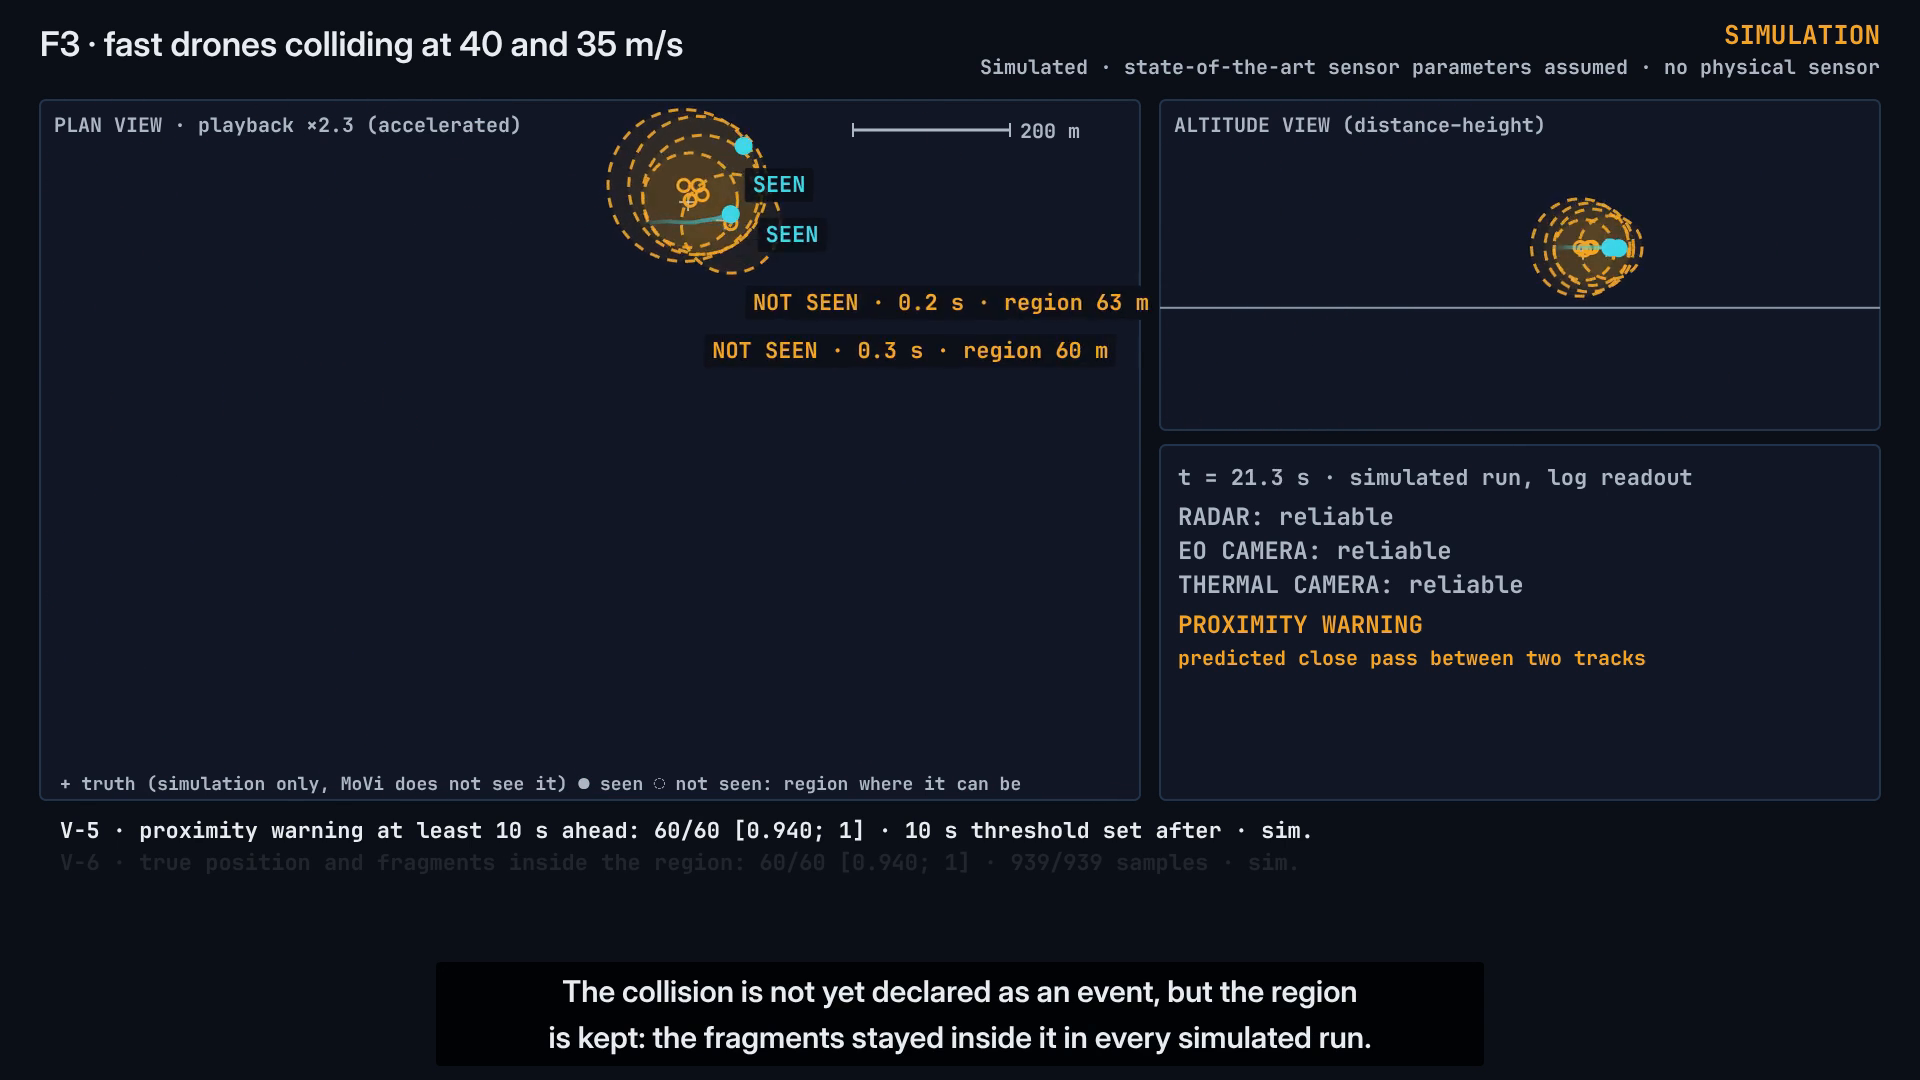 F3 · fast drones colliding at 40 and 35 m/s
SIMULATION
Simulated · state-of-the-art sensor parameters assumed · no physical sensor
PLAN VIEW · playback ×2.3 (accelerated)
200 m
SEEN
SEEN
NOT SEEN · 0.2 s · region 63 m
NOT SEEN · 0.3 s · region 60 m
+ truth (simulation only, MoVi does not see it) ● seen ◌ not seen: region where it can be
ALTITUDE VIEW (distance–height)
t = 21.3 s · simulated run, log readout
RADAR: reliable
EO CAMERA: reliable
THERMAL CAMERA: reliable
PROXIMITY WARNING
predicted close pass between two tracks
V-5 · proximity warning at least 10 s ahead: 60/60 [0.940; 1] · 10 s threshold set after · sim.
V-6 · true position and fragments inside the region: 60/60 [0.940; 1] · 939/939 samples · sim.
The collision is not yet declared as an event, but the region
is kept: the fragments stayed inside it in every simulated run.